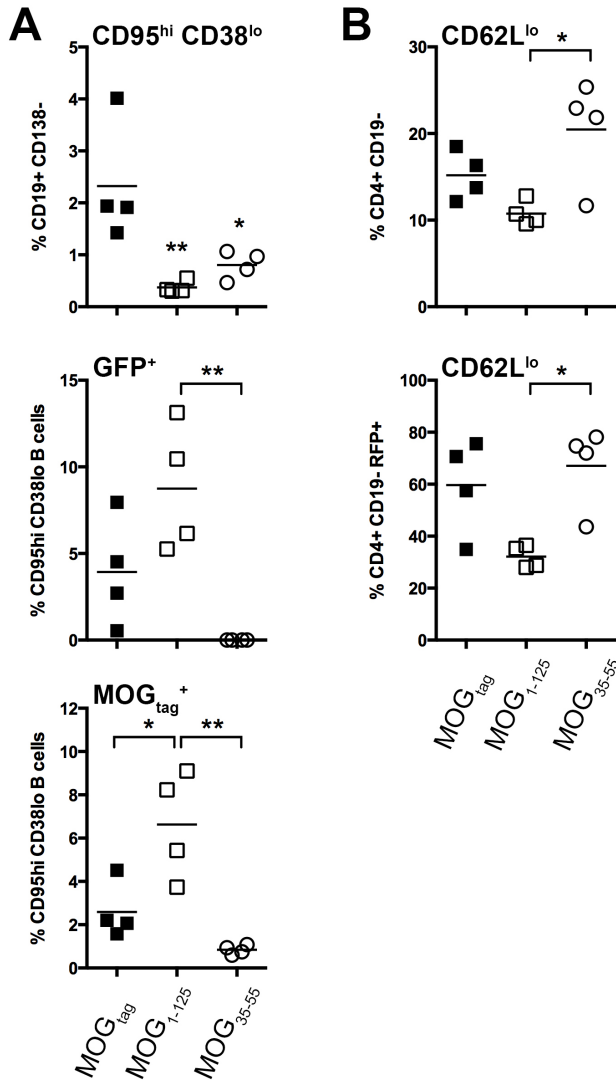 A
CD95hi CD38lo
5
4
3
2
1
0
% CD19+ CD138-
**
*
GFP+
15
10
5
0
% CD95hi CD38lo B cells
**
MOGtag+
12
10
8
6
4
2
0
% CD95hi CD38lo B cells
*
**
MOGtag
MOG1-125
MOG35-55
B
CD62Llo
30
20
10
0
% CD4+ CD19-
*
CD62Llo
100
80
60
40
20
0
% CD4+ CD19- RFP+
*
MOGtag
MOG1-125
MOG35-55